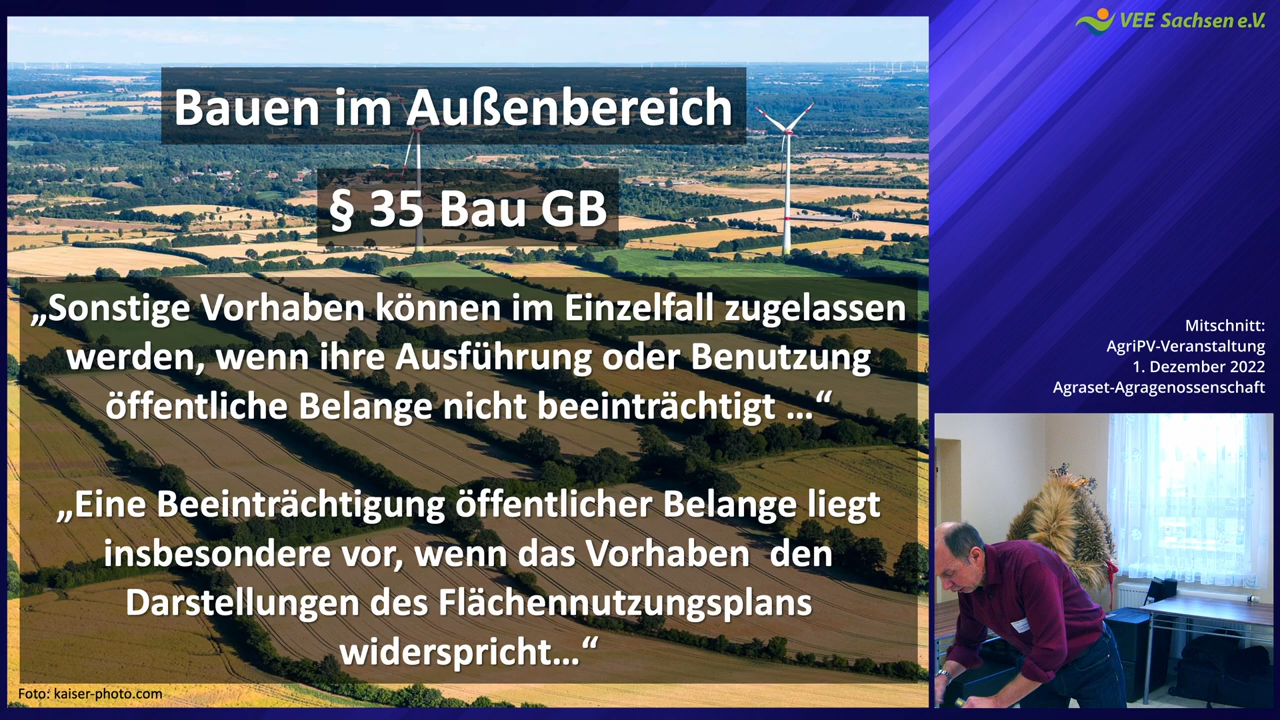 Bauen im Außenbereich
§ 35 Bau GB
„Sonstige Vorhaben können im Einzelfall zugelassen
werden, wenn ihre Ausführung oder Benutzung
öffentliche Belange nicht beeinträchtigt ...“
„Eine Beeinträchtigung öffentlicher Belange liegt
insbesondere vor, wenn das Vorhaben den
Darstellungen des Flächennutzungsplans
widerspricht...“
Foto: kaiser-photo.com
VEE Sachsen e.V.
Mitschnitt:
AgriPV-Veranstaltung
1. Dezember 2022
Agraset-Agragenossenschaft